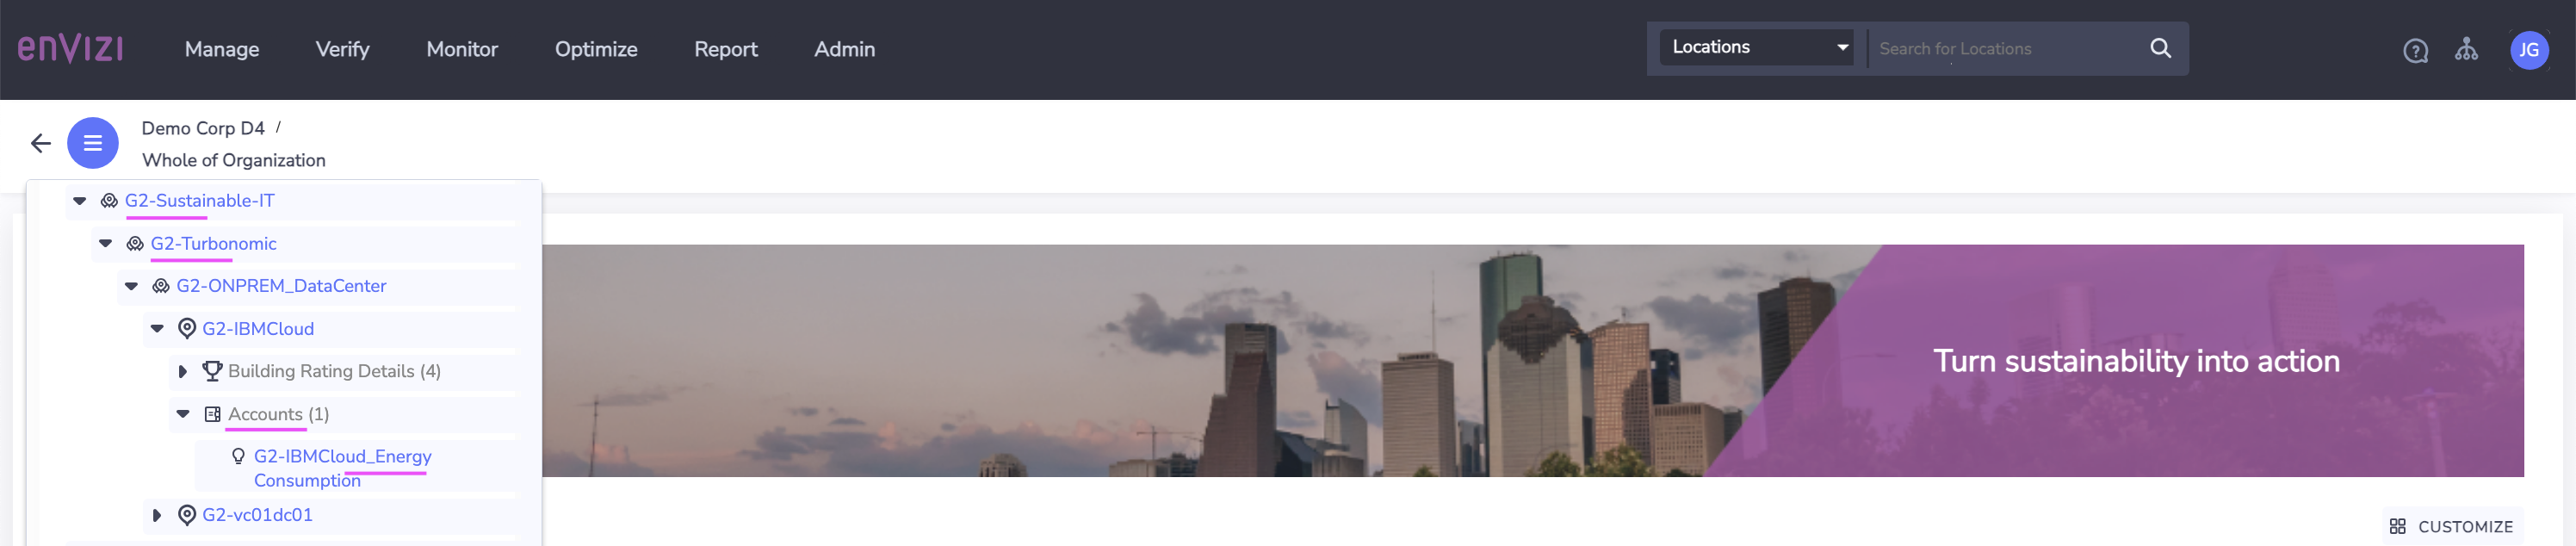 enVIZI
Manage
Verify
Monitor
Optimize
Report
Admin
Locations
Search for Locations
JG
Demo Corp D4 /
Whole of Organization
G2-Sustainable-IT
G2-Turbonomic
G2-ONPREM_DataCenter
G2-IBMCloud
Building Rating Details (4)
Accounts (1)
G2-IBMCloud_Energy
Consumption
G2-vc01dc01
Turn sustainability into action
CUSTOMIZE